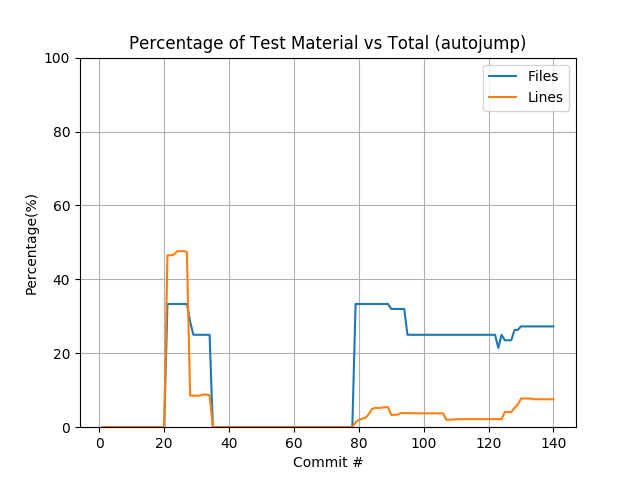 Percentage of Test Material vs Total (autojump)
Files
Lines
Percentage(%)
100
80
60
40
20
0
0 20 40 60 80 100 120 140
Commit #